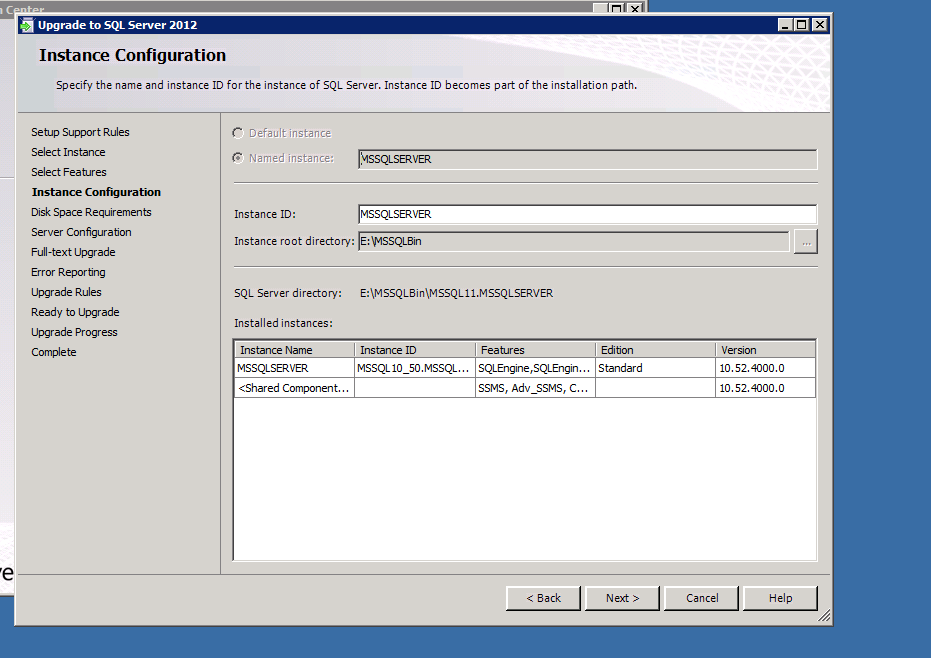 n Center
Upgrade to SQL Server 2012
Instance Configuration
Specify the name and instance ID for the instance of SQL Server. Instance ID becomes part of the installation path.
Setup Support Rules
Select Instance
Select Features
Instance Configuration
Disk Space Requirements
Server Configuration
Full-text Upgrade
Error Reporting
Upgrade Rules
Ready to Upgrade
Upgrade Progress
Complete
Default instance
Named instance: MSSQLSERVER
Instance ID: MSSQLSERVER
Instance root directory: E:\MSSQLBin ...
SQL Server directory: E:\MSSQLBin\MSSQL11.MSSQLSERVER
Installed instances:
Instance Name Instance ID Features Edition Version
MSSQLSERVER MSSQL10_50.MSSQL... SQLEngine,SQLEngin... Standard 10.52.4000.0
<Shared Component... SSMS, Adv_SSMS, C... 10.52.4000.0
ve
< Back Next > Cancel Help